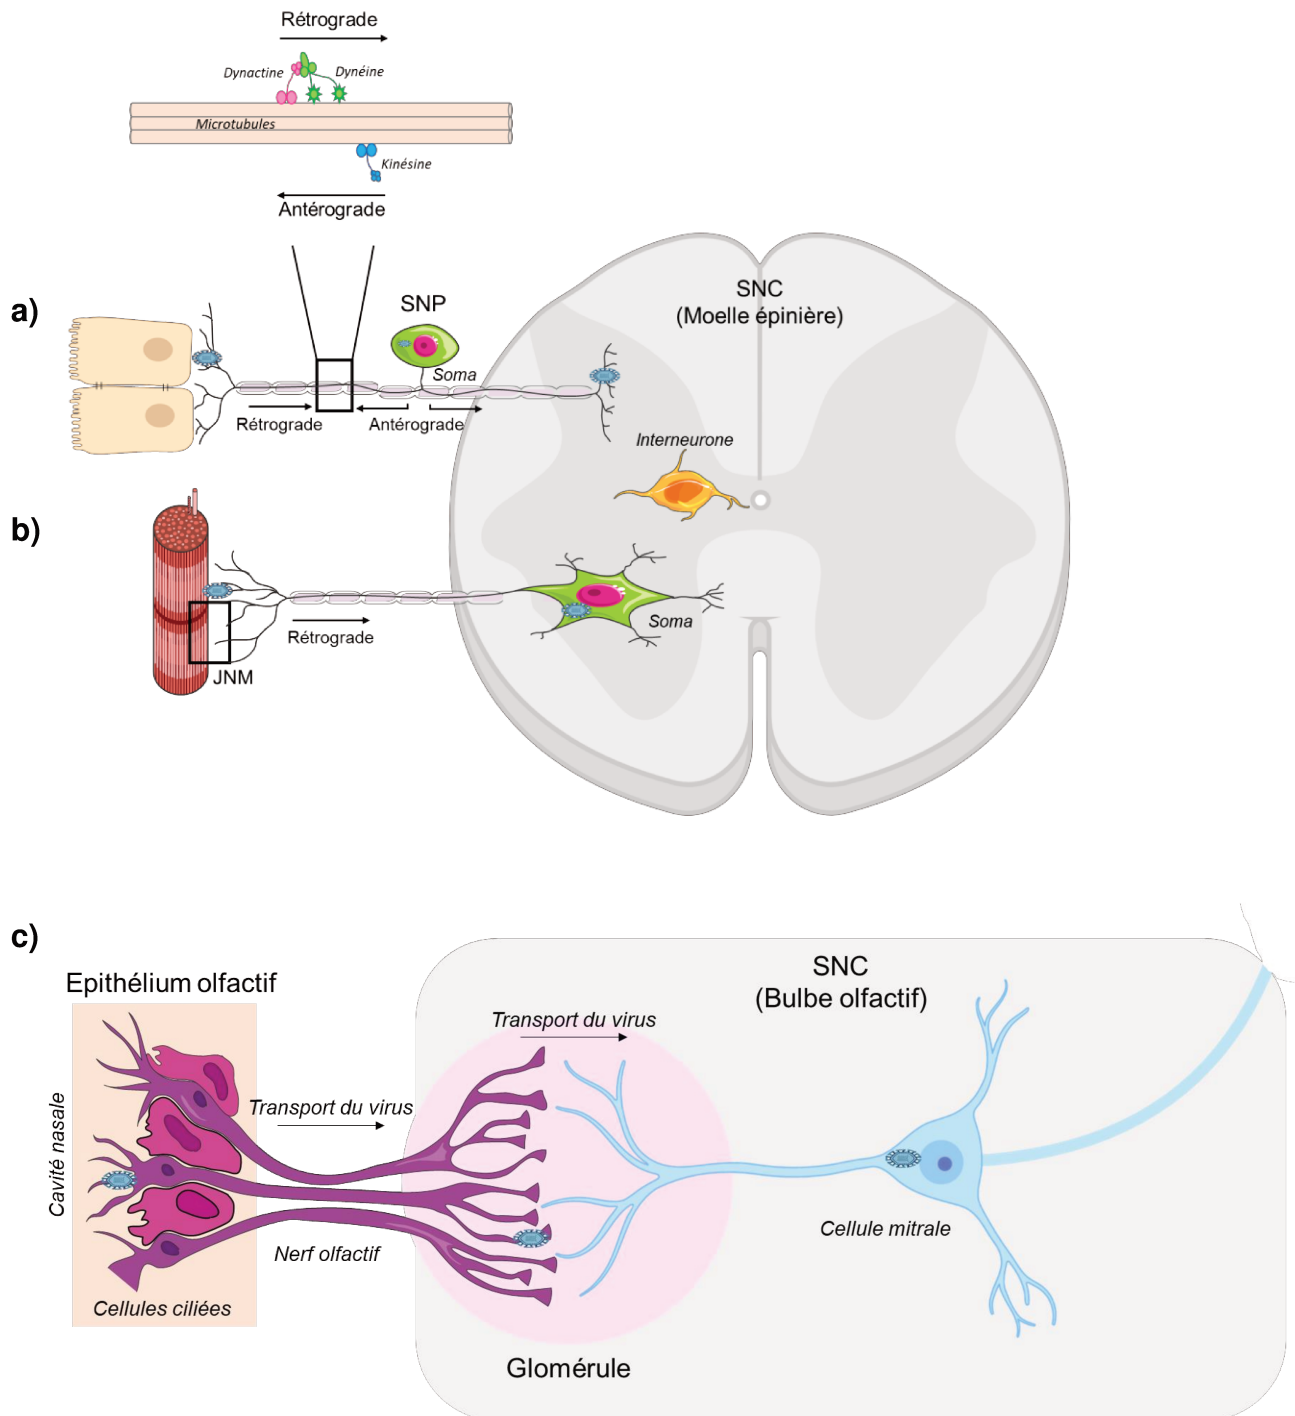 Rétrograde
Dynactine
Dynéine
Microtubules
Kinésine
Antérograde
a)
SNP
SNC
(Moelle épinière)
Soma
Rétrograde
Antérograde
Interneurone
b)
Soma
Rétrograde
JNM
c)
Epithélium olfactif
SNC
(Bulbe olfactif)
Transport du virus
Cavité nasale
Transport du virus
Cellule mitrale
Nerf olfactif
Cellules ciliées
Glomérule